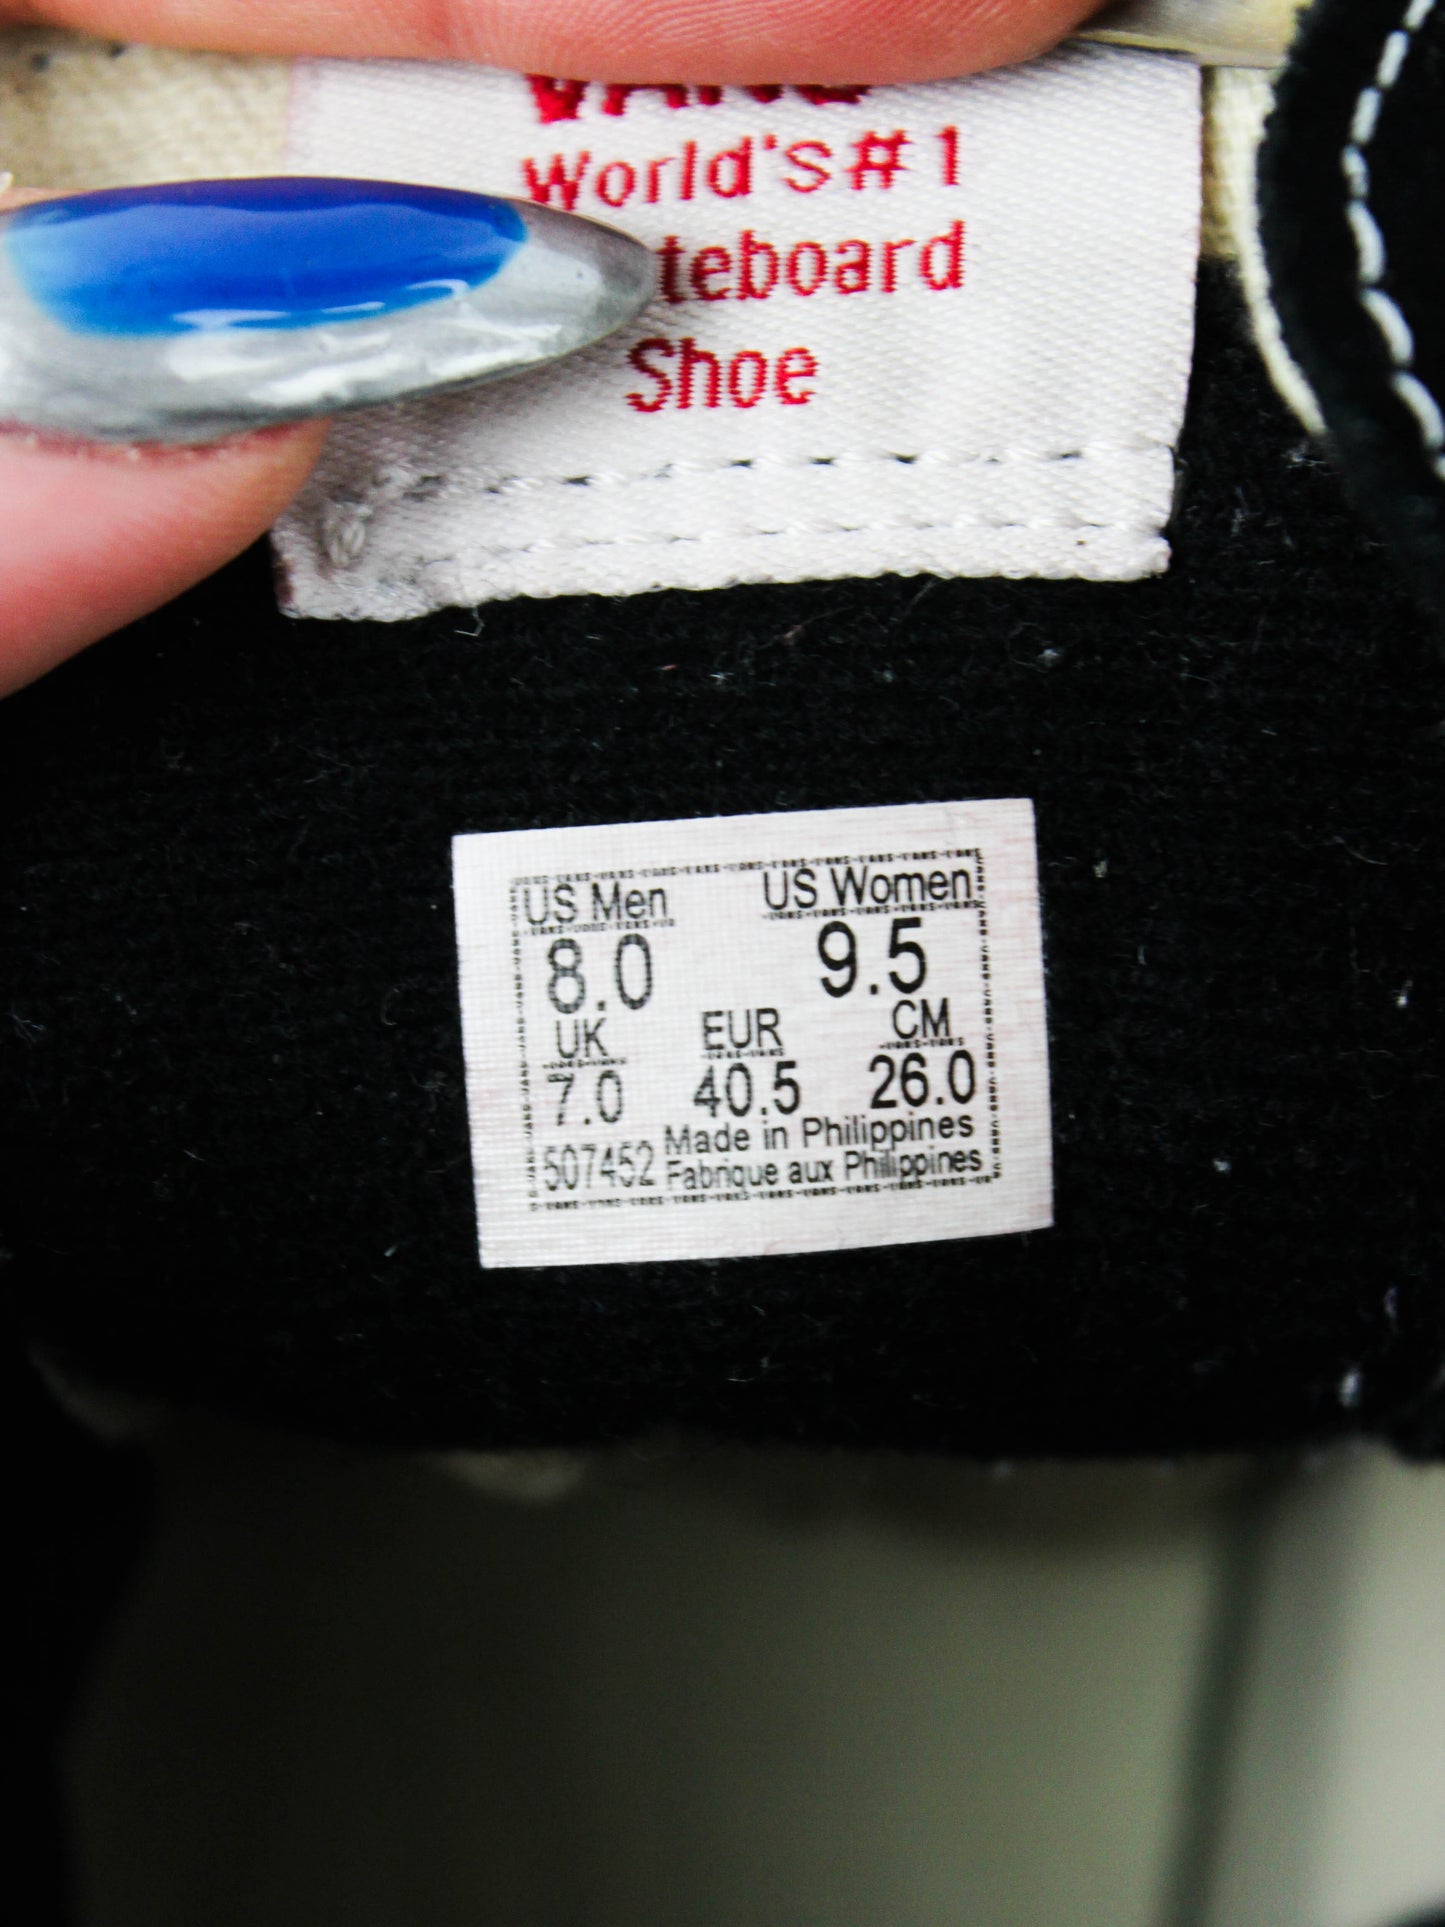 VANS
World's #1
teboard
Shoe
US Men US Women
8.0 9.5
UK EUR CM
7.0 40.5 26.0
507452 Made in Philippines
Fabrique aux Philippines